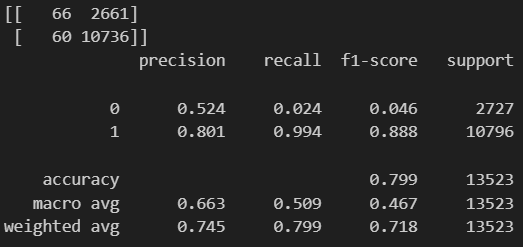 [[   66  2661]
 [   60 10736]]
              precision    recall  f1-score   support

           0      0.524     0.024     0.046      2727
           1      0.801     0.994     0.888     10796

    accuracy                          0.799     13523
   macro avg      0.663     0.509     0.467     13523
weighted avg      0.745     0.799     0.718     13523